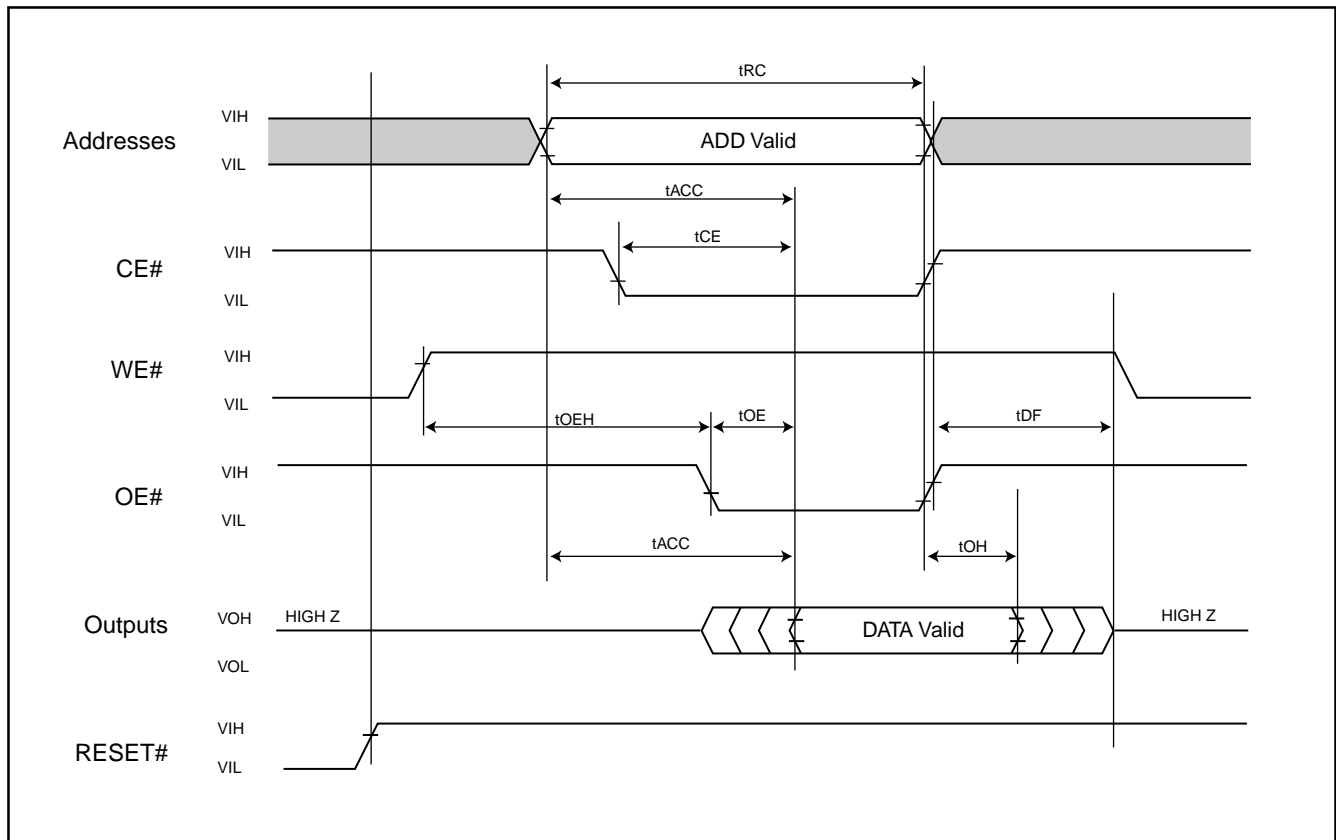 tRC
VIH
Addresses
ADD Valid
VIL
tACC
tCE
VIH
CE#
VIL
VIH
WE#
VIL
tOEH
tOE
tDF
VIH
OE#
VIL
tACC
tOH
VOH
HIGH Z
Outputs
DATA Valid
HIGH Z
VOL
VIH
RESET#
VIL